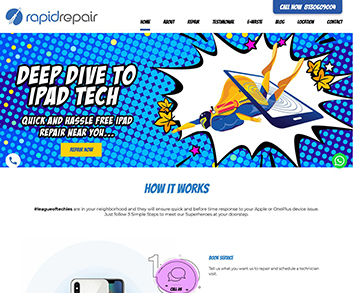 rapidrepair
CALL NOW 8130609004
HOME ABOUT REPAIR TESTIMONIAL E-WASTE BLOG LOCATION CONTACT
DEEP DIVE TO
IPAD TECH
QUICK AND HASSLE FREE IPAD
REPAIR NEAR YOU...
REPAIR NOW
HOW IT WORKS
#leagueoftechies are in your neighborhood and they will ensure quick and before time response to your Apple or OnePlus device issue.
Just follow 3 Simple Steps to meet our Superheroes at your doorstep.
1
CALL US
BOOK SERVICE
Tell us what you want us to repair and schedule a technician
visit.